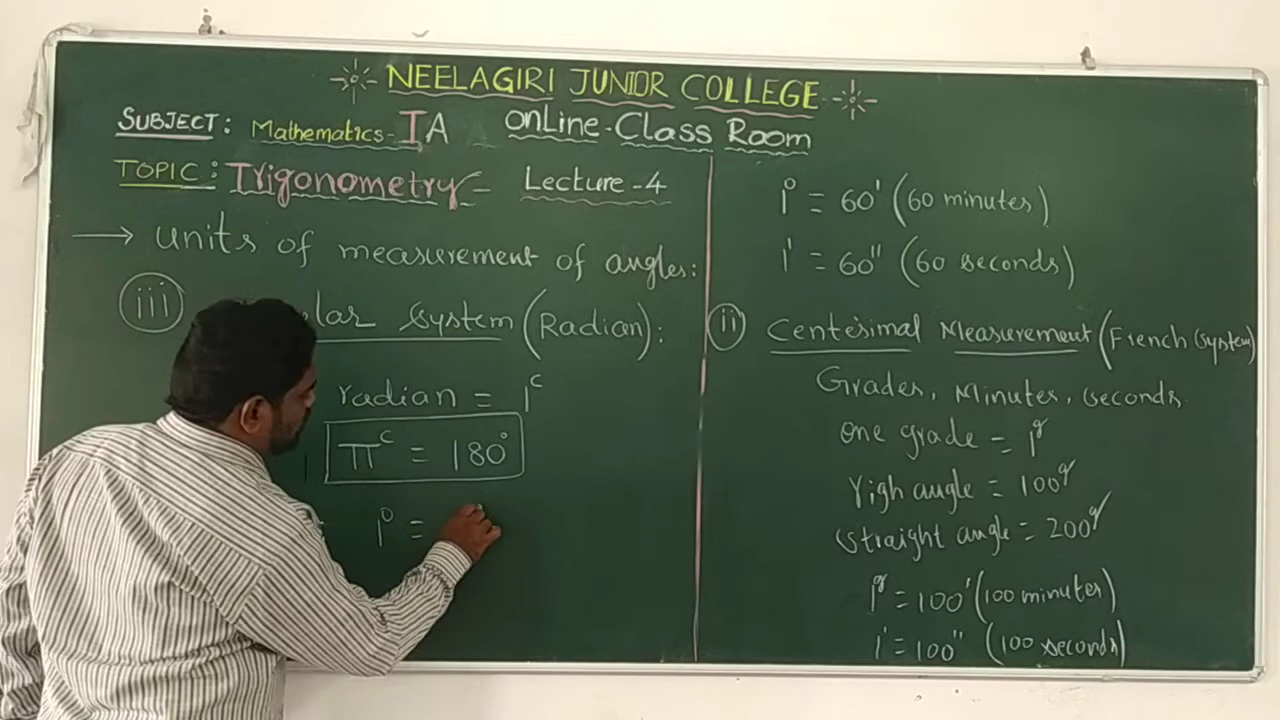 NEELAGIRI JUNIOR COLLEGE
SUBJECT: Mathematics-IA online-Class Room
TOPIC: Trigonometry- Lecture-4
→ units of measurement of angles:
(iii) lar System (Radian):
radian = 1ᶜ
πᶜ = 180°
1° =
1° = 60' (60 minutes)
1' = 60" (60 seconds)
(ii) Centesimal Measurement (French System)
Grades, Minutes, seconds.
One grade = 1ᵍ
righ angle = 100ᵍ
straight angle = 200ᵍ
1ᵍ = 100' (100 minutes)
1' = 100" (100 seconds)